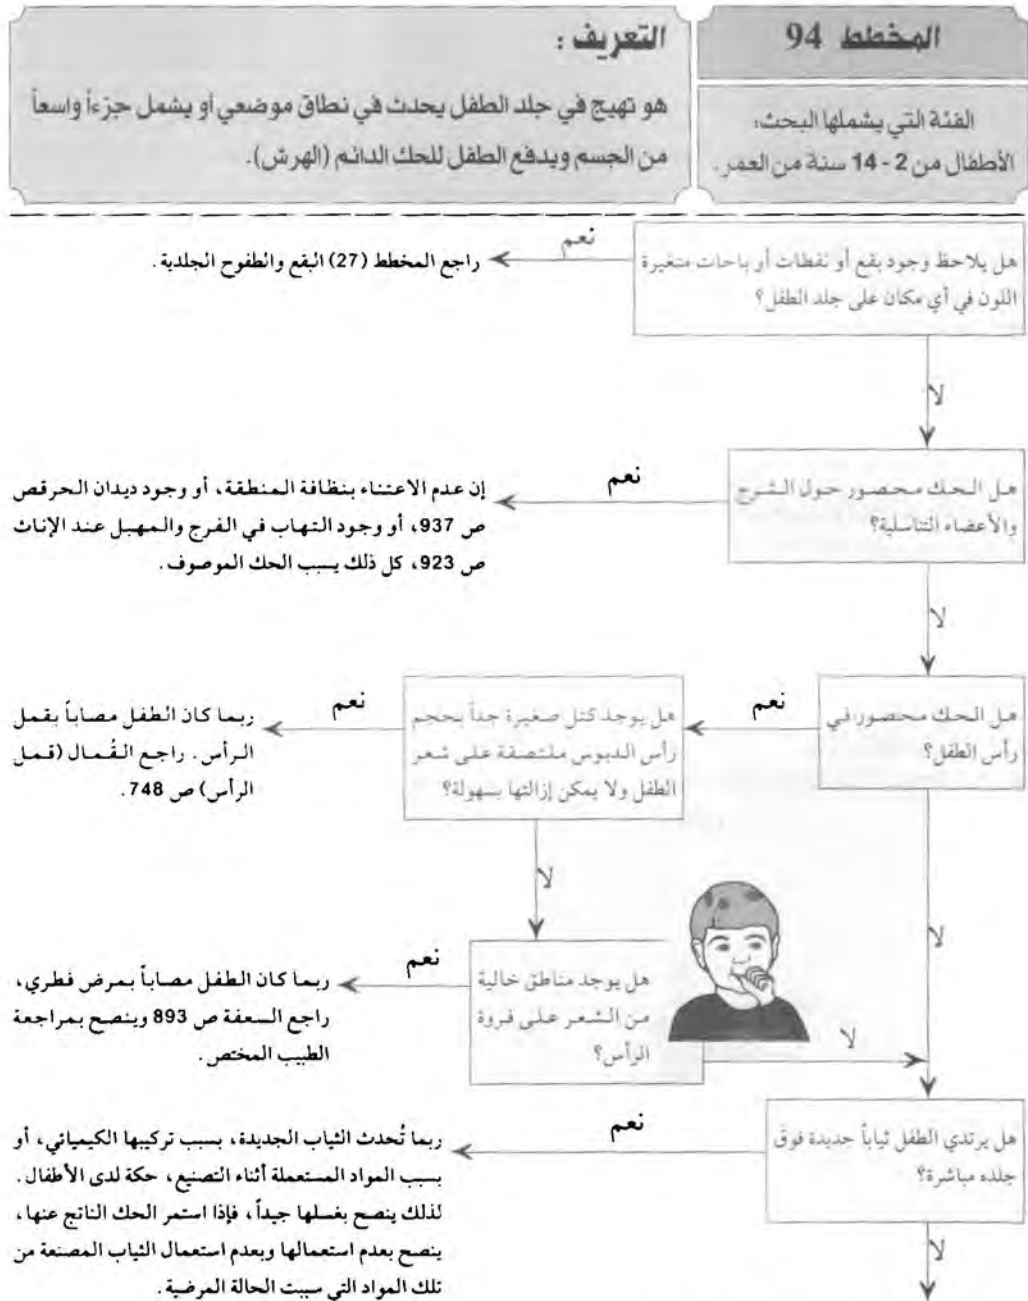 المخطط 94
الفئة التي يشملها البحث،
الأطفال من 2 - 14 سنة من العمر.
التعريف :
هو تهيج في جلد الطفل يحدث في نطاق موضعي أو يشمل جزءاً واسعاً
من الجسم ويدفع الطفل للحك الدائم (الهرش).
هل يلاحظ وجود بقع أو نفطات أو باحات متغيرة
اللون في أي مكان على جلد الطفل؟
نعم
راجع المخطط (27) البقع والطفوح الجلدية.
لا
هل الحك محصور حول الشرج
والأعضاء التناسلية؟
نعم
إن عدم الاعتناء بنظافة المنطقة، أو وجود ديدان الحرقص
ص 937، أو وجود التهاب في الفرج والمهبل عند الإناث
ص 923، كل ذلك يسبب الحك الموصوف.
لا
هل الحك محصور في
رأس الطفل؟
نعم
هل يوجد كتل صغيرة جداً بحجم
رأس الدبوس ملتصقة على شعر
الطفل ولا يمكن إزالتها بسهولة؟
نعم
ربما كان الطفل مصاباً بقمل
الرأس. راجع القُمال (قمل
الرأس) ص 748.
لا
لا
هل يوجد مناطق خالية
من الشعر على فروة
الرأس؟
نعم
ربما كان الطفل مصاباً بمرض فطري،
راجع السعفة ص 893 وينصح بمراجعة
الطبيب المختص.
لا
هل يرتدي الطفل ثياباً جديدة فوق
جلده مباشرة؟
نعم
ربما تُحدث الثياب الجديدة، بسبب تركيبها الكيميائي، أو
بسبب المواد المستعملة أثناء التصنيع، حكة لدى الأطفال.
لذلك ينصح بغسلها جيداً، فإذا استمر الحك الناتج عنها،
ينصح بعدم استعمالها وبعدم استعمال الثياب المصنعة من
تلك المواد التي سببت الحالة المرضية.
لا